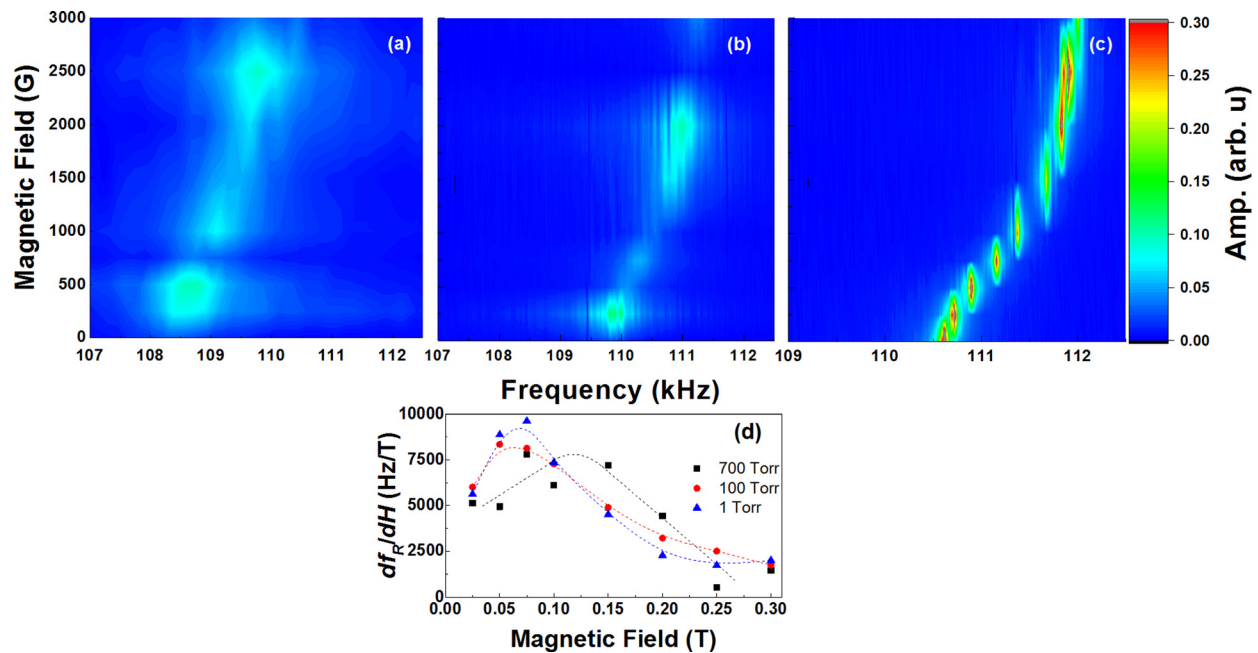 Magnetic Field (G)
3000
2500
2000
1500
1000
500
0
(a)
(b)
(c)
107 108 109 110 111 112
107 108 109 110 111 112
109 110 111 112
Frequency (kHz)
0.30
0.25
0.20
0.15
0.10
0.05
0.00
Amp. (arb. u)
df_R/dH (Hz/T)
10000
7500
5000
2500
0
(d)
700 Torr
100 Torr
1 Torr
0.00 0.05 0.10 0.15 0.20 0.25 0.30
Magnetic Field (T)